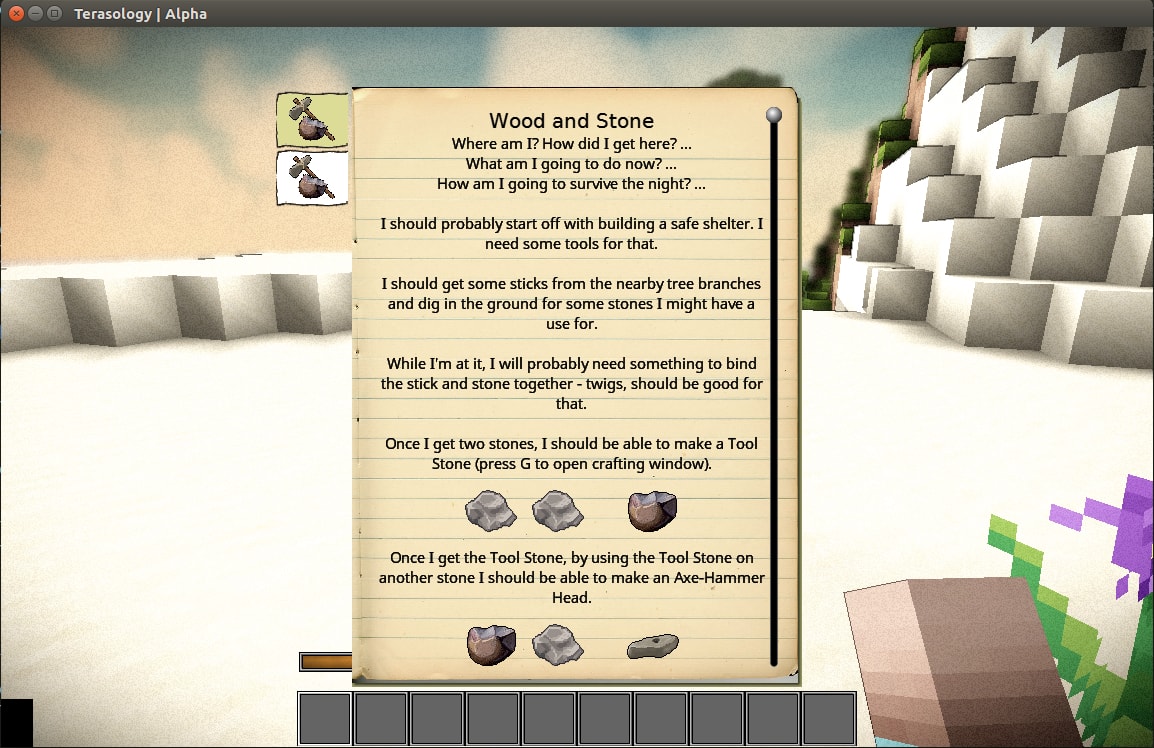 Terasology | Alpha
Wood and Stone
Where am I? How did I get here? ...
What am I going to do now? ...
How am I going to survive the night? ...
I should probably start off with building a safe shelter. I
need some tools for that.
I should get some sticks from the nearby tree branches
and dig in the ground for some stones I might have a
use for.
While I'm at it, I will probably need something to bind
the stick and stone together - twigs, should be good for
that.
Once I get two stones, I should be able to make a Tool
Stone (press G to open crafting window).
Once I get the Tool Stone, by using the Tool Stone on
another stone I should be able to make an Axe-Hammer
Head.